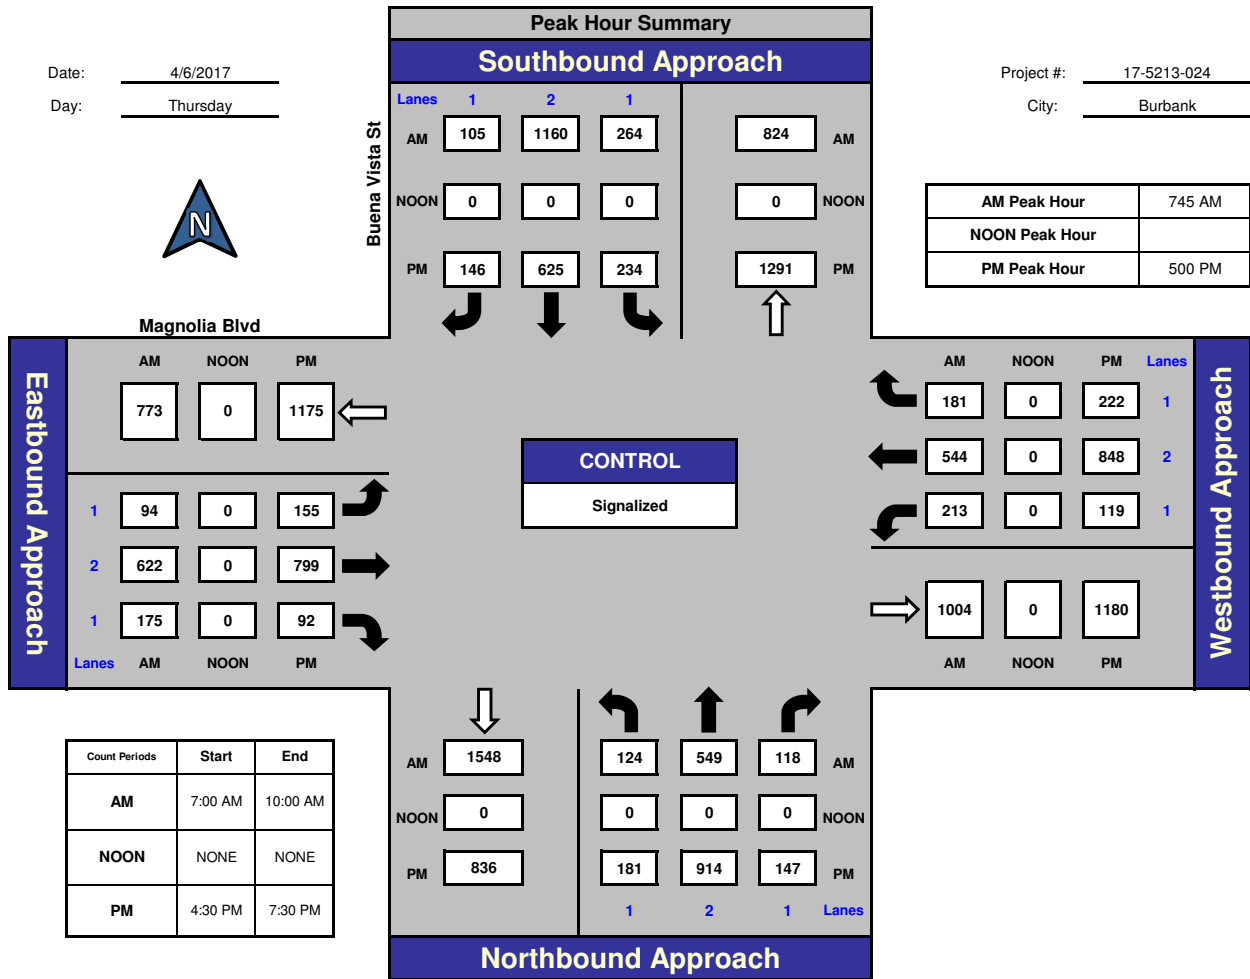 Peak Hour Summary
Southbound Approach
Date: 4/6/2017
Day: Thursday
Project #: 17-5213-024
City: Burbank
N
Buena Vista St
Lanes 1 2 1
AM 105 1160 264 824 AM
NOON 0 0 0 0 NOON
PM 146 625 234 1291 PM
AM Peak Hour 745 AM
NOON Peak Hour
PM Peak Hour 500 PM
Magnolia Blvd
Eastbound Approach
AM NOON PM
773 0 1175
1 94 0 155
2 622 0 799
1 175 0 92
Lanes AM NOON PM
CONTROL
Signalized
AM NOON PM Lanes
181 0 222 1
544 0 848 2
213 0 119 1
1004 0 1180
AM NOON PM
Westbound Approach
Count Periods Start End
AM 7:00 AM 10:00 AM
NOON NONE NONE
PM 4:30 PM 7:30 PM
AM 1548 124 549 118 AM
NOON 0 0 0 0 NOON
PM 836 181 914 147 PM
1 2 1 Lanes
Northbound Approach